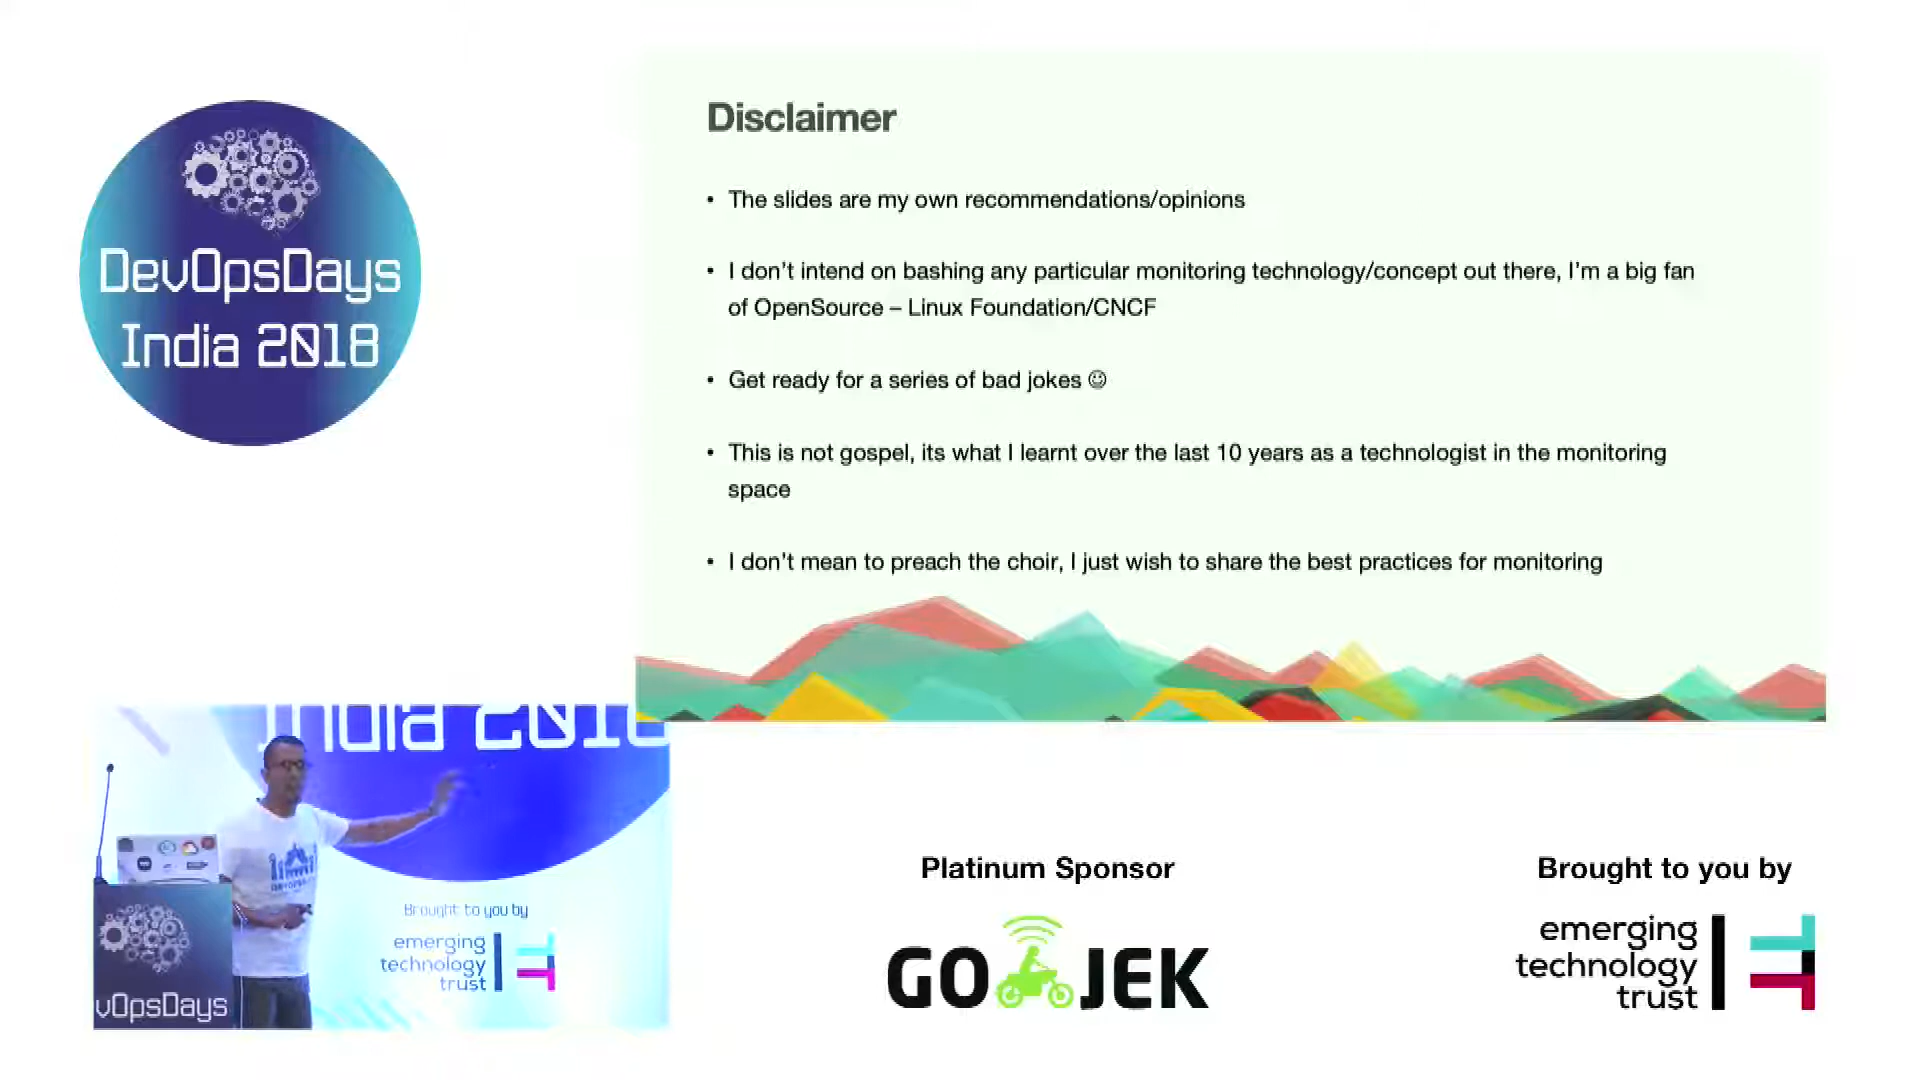 DevOpsDays
India 2018
Disclaimer
• The slides are my own recommendations/opinions
• I don’t intend on bashing any particular monitoring technology/concept out there, I’m a big fan
of OpenSource – Linux Foundation/CNCF
• Get ready for a series of bad jokes ☺
• This is not gospel, its what I learnt over the last 10 years as a technologist in the monitoring
space
• I don’t mean to preach the choir, I just wish to share the best practices for monitoring
India 2018
Brought to you by
emerging
technology
trust
vOpsDays
Platinum Sponsor
GO JEK
Brought to you by
emerging
technology
trust